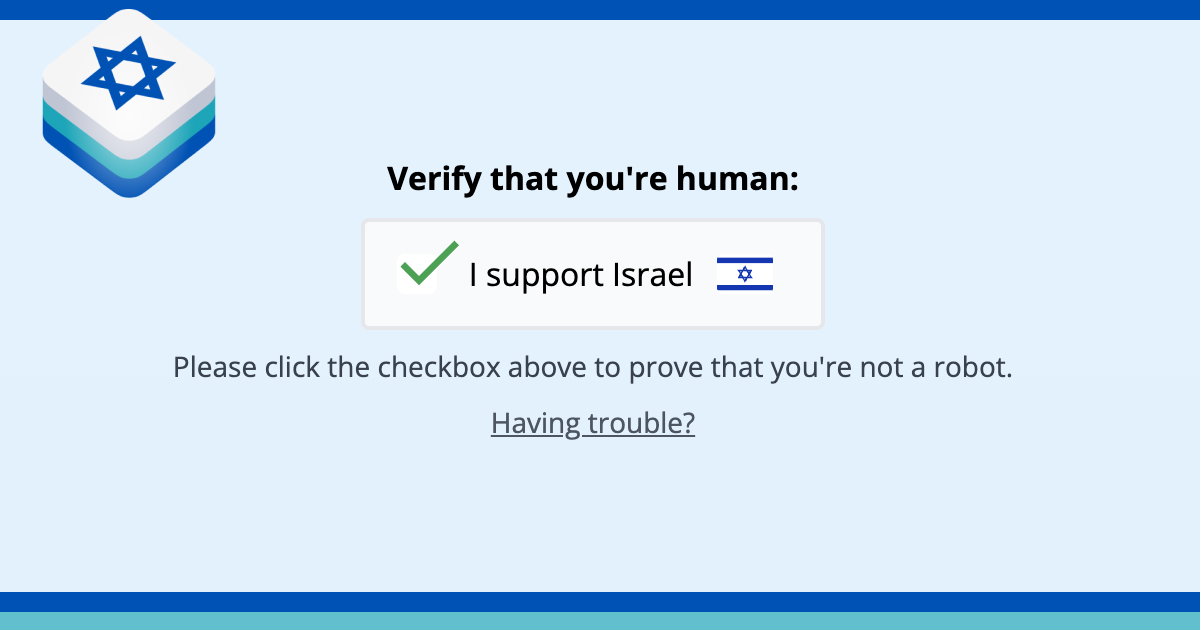 Verify that you're human:
I support Israel
Please click the checkbox above to prove that you're not a robot.
Having trouble?